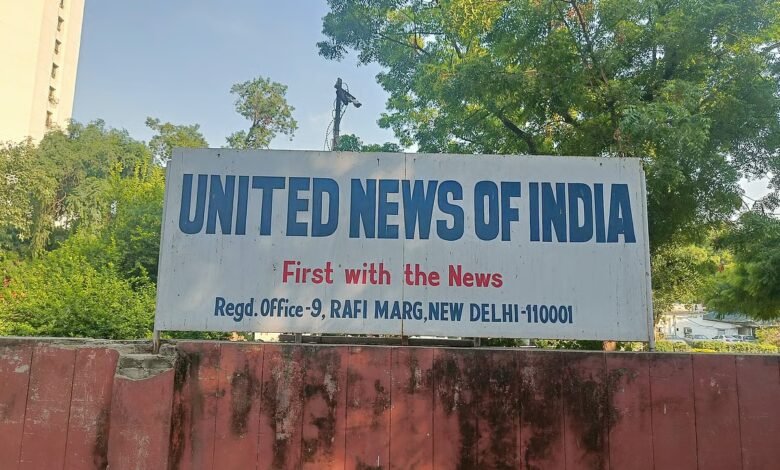 UNITED NEWS OF INDIA
First with the News
Regd. Office-9, RAFI MARG, NEW DELHI-110001